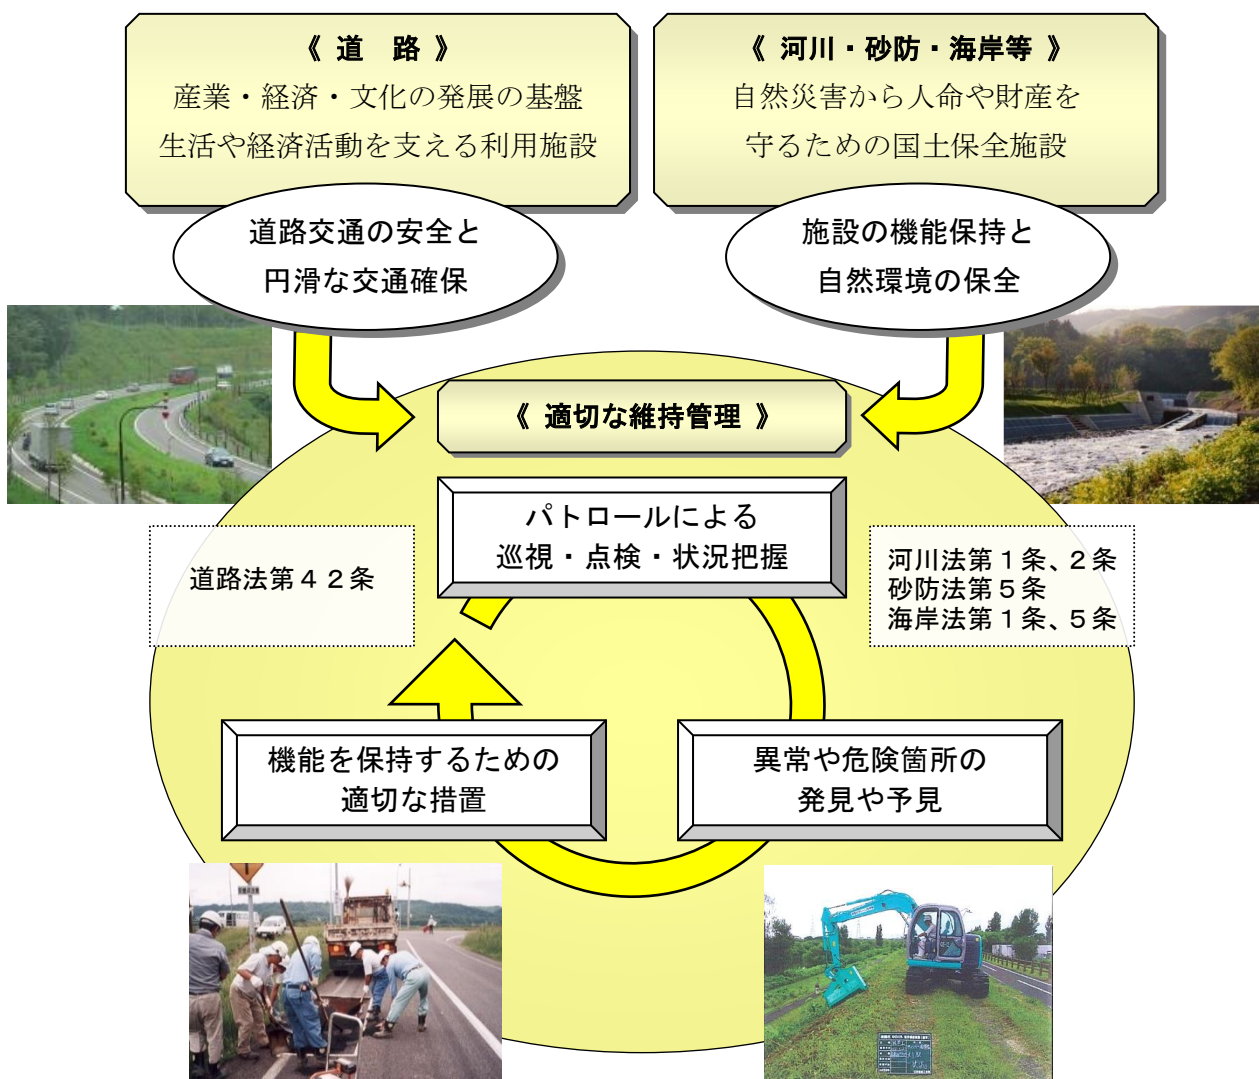 《 道　路 》
産業・経済・文化の発展の基盤
生活や経済活動を支える利用施設
道路交通の安全と
円滑な交通確保
《 河川・砂防・海岸等 》
自然災害から人命や財産を
守るための国土保全施設
施設の機能保持と
自然環境の保全
《 適切な維持管理 》
パトロールによる
巡視・点検・状況把握
道路法第４２条
河川法第１条、２条
砂防法第５条
海岸法第１条、５条
機能を保持するための
適切な措置
異常や危険箇所の
発見や予見